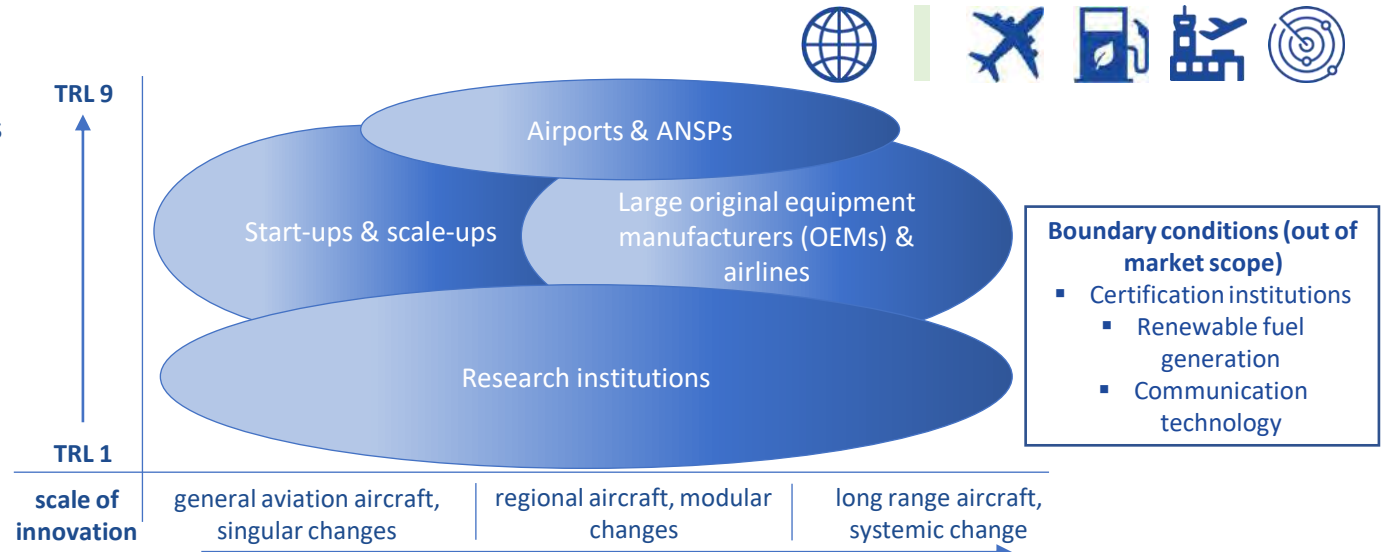 TRL 9
s
Airports & ANSPs
Start-ups & scale-ups
Large original equipment
manufacturers (OEMs) &
airlines
Research institutions
Boundary conditions (out of
market scope)
▪ Certification institutions
▪ Renewable fuel
generation
▪ Communication
technology
TRL 1
scale of
innovation
general aviation aircraft,
singular changes
regional aircraft, modular
changes
long range aircraft,
systemic change